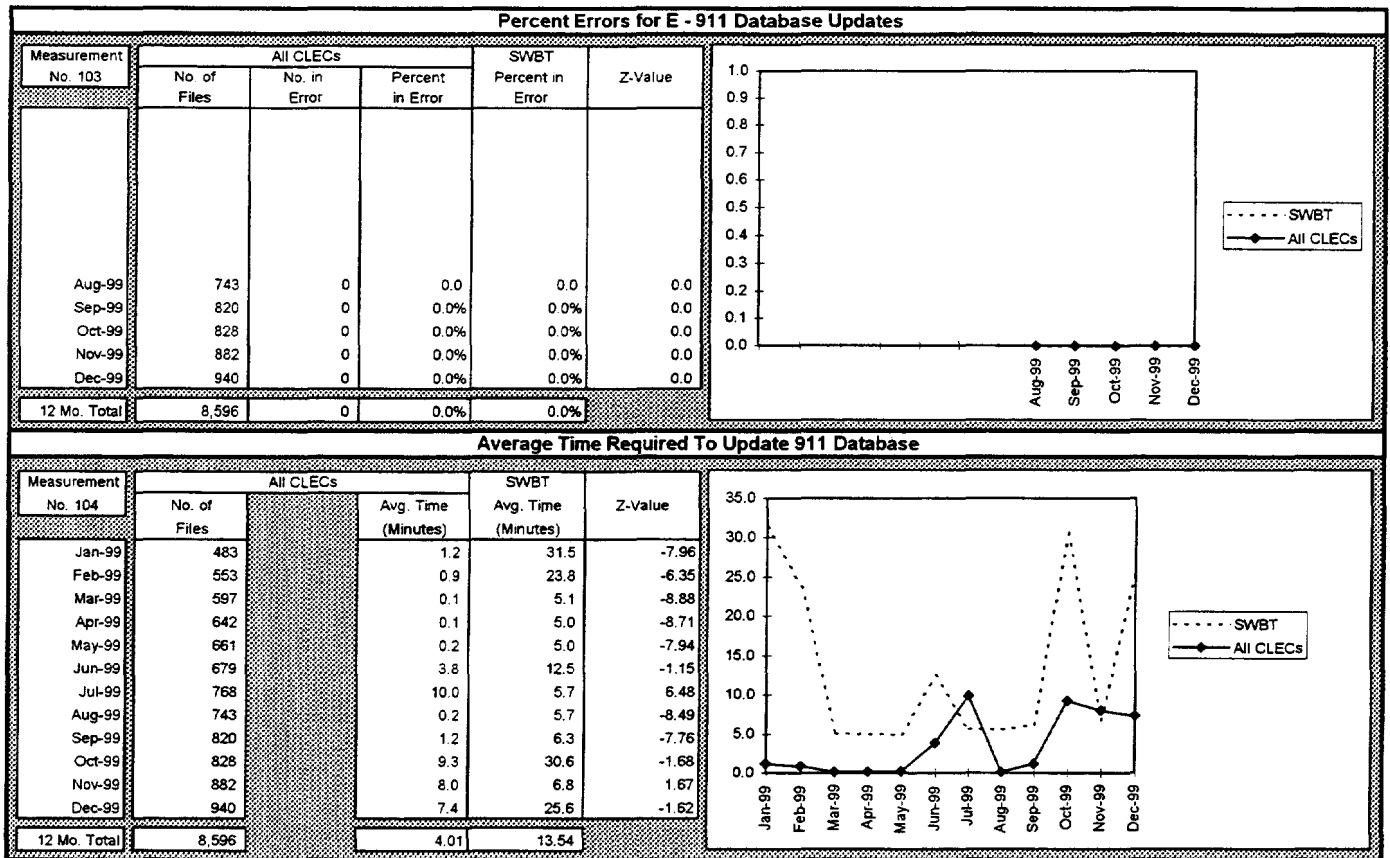 Percent Errors for E - 911 Database Updates
Measurement No. 103
All CLECs
SWBT
No. of Files
No. in Error
Percent in Error
Percent in Error
Z-Value
Aug-99 743 0 0.0 0.0 0.0
Sep-99 820 0 0.0% 0.0% 0.0
Oct-99 828 0 0.0% 0.0% 0.0
Nov-99 882 0 0.0% 0.0% 0.0
Dec-99 940 0 0.0% 0.0% 0.0
12 Mo. Total 8,596 0 0.0% 0.0%
1.0
0.9
0.8
0.7
0.6
0.5
0.4
0.3
0.2
0.1
0.0
Aug-99 Sep-99 Oct-99 Nov-99 Dec-99
SWBT
All CLECs
Average Time Required To Update 911 Database
Measurement No. 104
All CLECs
SWBT
No. of Files
Avg. Time (Minutes)
Avg. Time (Minutes)
Z-Value
Jan-99 483 1.2 31.5 -7.96
Feb-99 553 0.9 23.8 -6.35
Mar-99 597 0.1 5.1 -8.88
Apr-99 642 0.1 5.0 -8.71
May-99 661 0.2 5.0 -7.94
Jun-99 679 3.8 12.5 -1.15
Jul-99 768 10.0 5.7 6.48
Aug-99 743 0.2 5.7 -8.49
Sep-99 820 1.2 6.3 -7.76
Oct-99 828 9.3 30.6 -1.68
Nov-99 882 8.0 6.8 1.67
Dec-99 940 7.4 25.6 -1.62
12 Mo. Total 8,596 4.01 13.54
35.0
30.0
25.0
20.0
15.0
10.0
5.0
0.0
Jan-99 Feb-99 Mar-99 Apr-99 May-99 Jun-99 Jul-99 Aug-99 Sep-99 Oct-99 Nov-99 Dec-99
SWBT
All CLECs